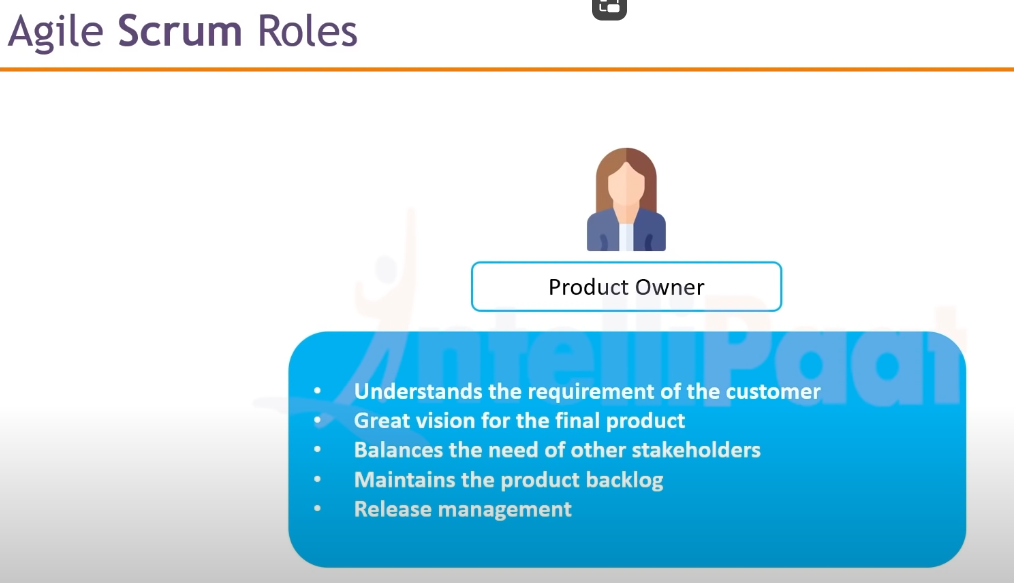 Agile Scrum Roles
Product Owner
IntelliPaat
• Understands the requirement of the customer
• Great vision for the final product
• Balances the need of other stakeholders
• Maintains the product backlog
• Release management